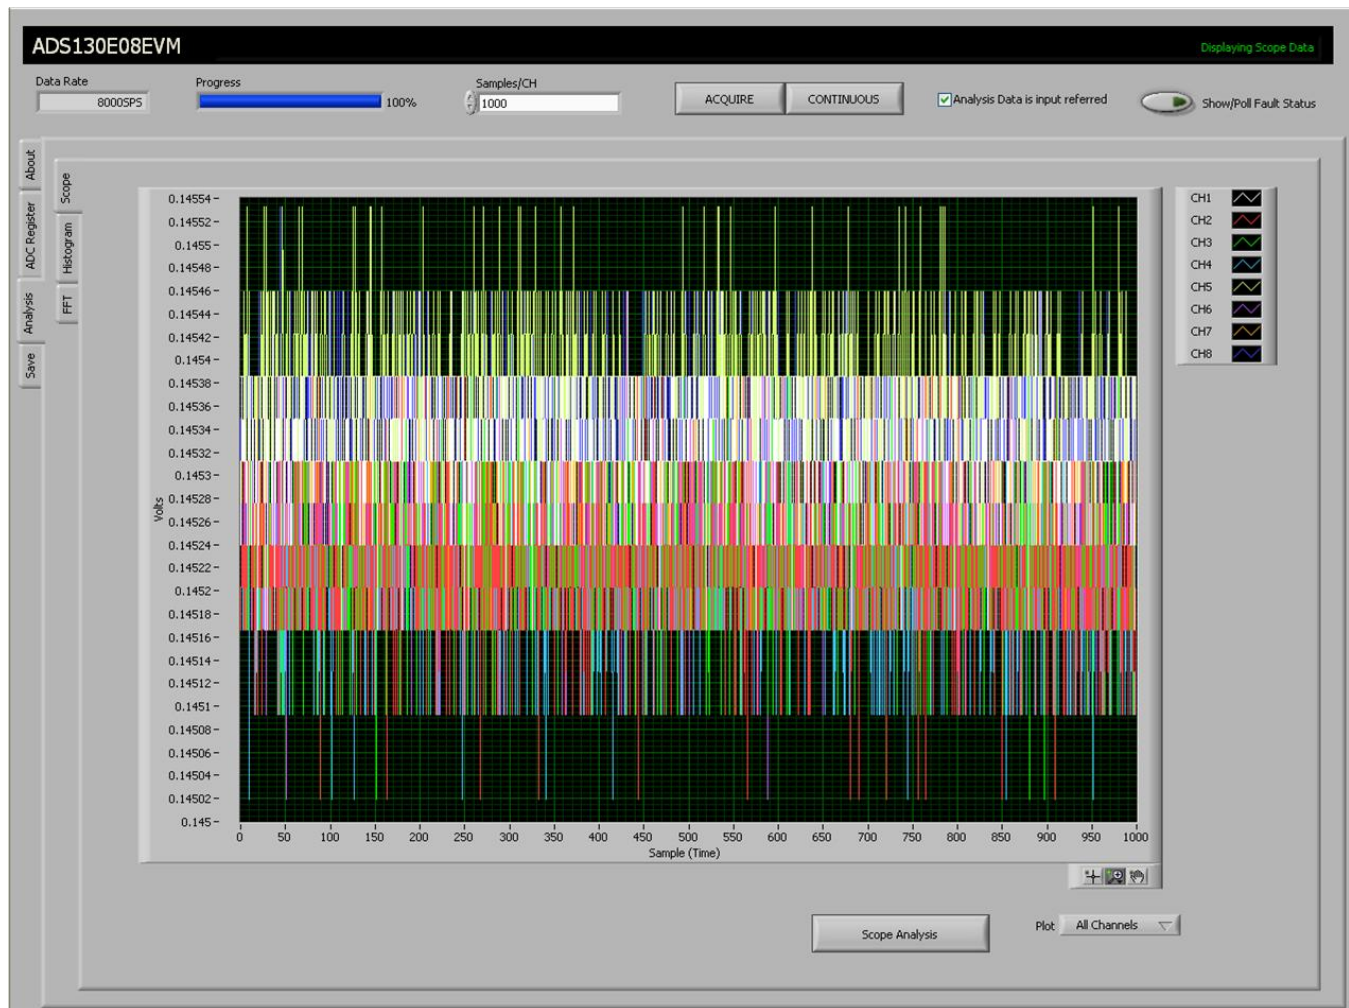 ADS130E08EVM
Displaying Scope Data
Data Rate
8000SPS
Progress
100%
Samples/CH
1000
ACQUIRE
CONTINUOUS
Analysis Data is input referred
Show/Poll Fault Status
About
ADC Register
Analysis
Save
Scope
Histogram
FFT
0.14554
0.14552
0.1455
0.14548
0.14546
0.14544
0.14542
0.1454
0.14538
0.14536
0.14534
0.14532
0.1453
0.14528
0.14526
0.14524
0.14522
0.1452
0.14518
0.14516
0.14514
0.14512
0.1451
0.14508
0.14506
0.14504
0.14502
0.145
Volts
0 50 100 150 200 250 300 350 400 450 500 550 600 650 700 750 800 850 900 950 1000
Sample (Time)
CH1
CH2
CH3
CH4
CH5
CH6
CH7
CH8
Scope Analysis
Plot
All Channels